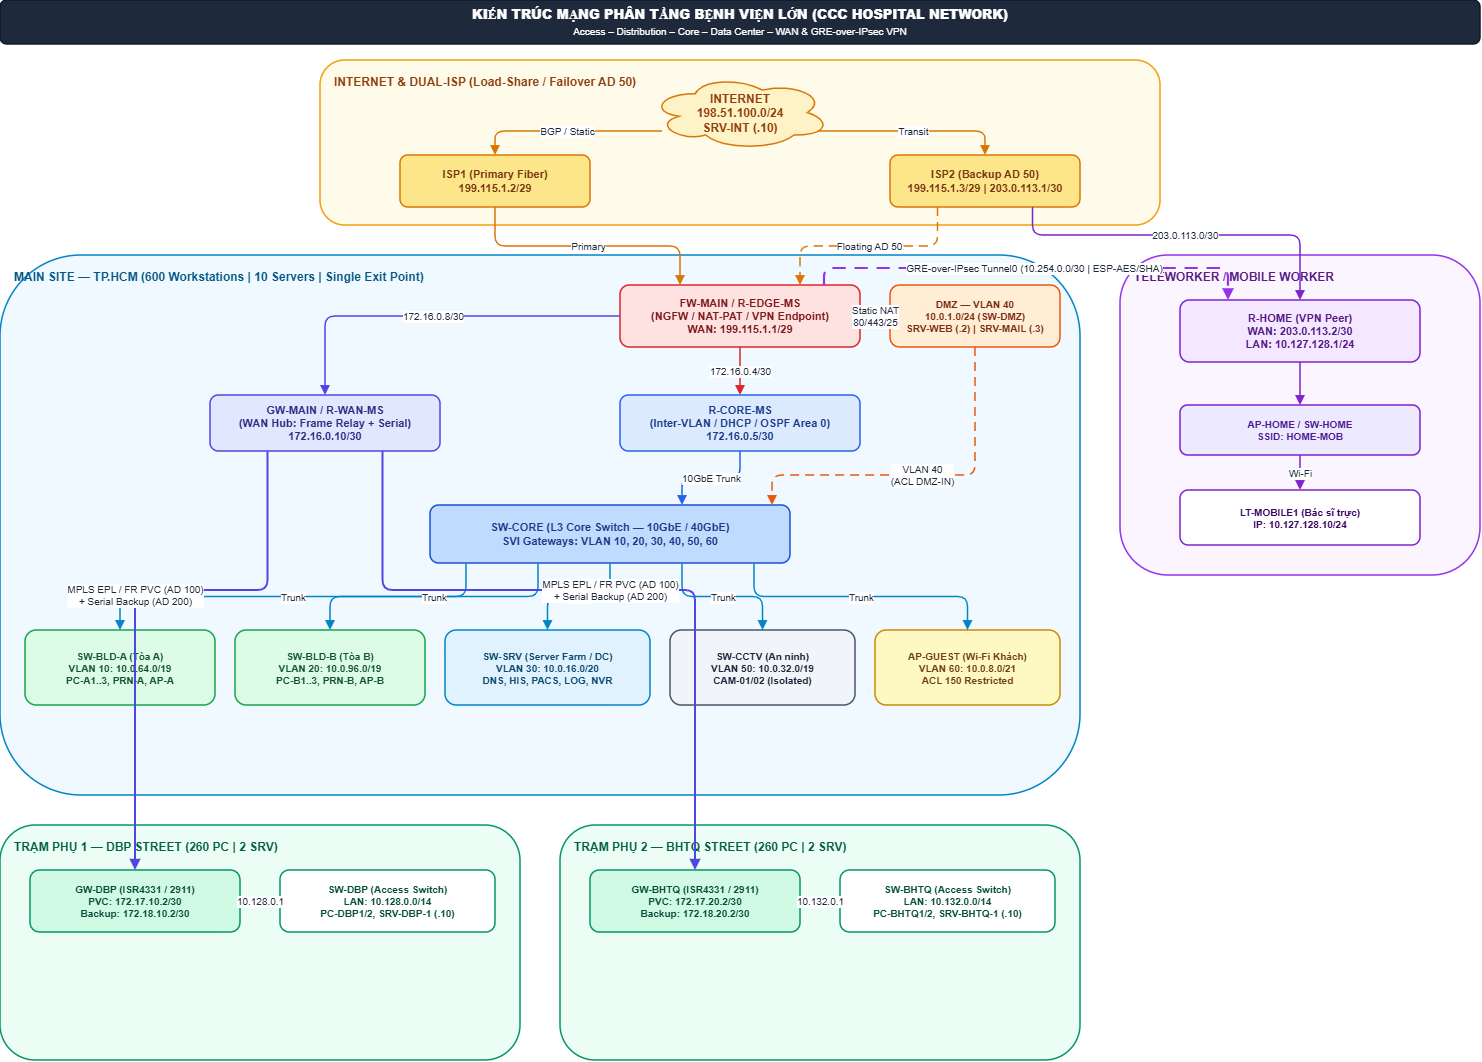 KIẾN TRÚC MẠNG PHÂN TẦNG BỆNH VIỆN LỚN (CCC HOSPITAL NETWORK)
Access – Distribution – Core – Data Center – WAN & GRE-over-IPsec VPN
INTERNET & DUAL-ISP (Load-Share / Failover AD 50)
INTERNET
198.51.100.0/24
SRV-INT (.10)
BGP / Static
Transit
ISP1 (Primary Fiber)
199.115.1.2/29
ISP2 (Backup AD 50)
199.115.1.3/29 | 203.0.113.1/30
Primary
Floating AD 50
203.0.113.0/30
MAIN SITE — TP.HCM (600 Workstations | 10 Servers | Single Exit Point)
GRE-over-IPsec Tunnel0 (10.254.0.0/30 | ESP-AES/SHA)
TELEWORKER / MOBILE WORKER
FW-MAIN / R-EDGE-MS
(NGFW / NAT-PAT / VPN Endpoint)
WAN: 199.115.1.1/29
Static NAT
80/443/25
DMZ — VLAN 40
10.0.1.0/24 (SW-DMZ)
SRV-WEB (.2) | SRV-MAIL (.3)
R-HOME (VPN Peer)
WAN: 203.0.113.2/30
LAN: 10.127.128.1/24
172.16.0.8/30
172.16.0.4/30
GW-MAIN / R-WAN-MS
(WAN Hub: Frame Relay + Serial)
172.16.0.10/30
R-CORE-MS
(Inter-VLAN / DHCP / OSPF Area 0)
172.16.0.5/30
AP-HOME / SW-HOME
SSID: HOME-MOB
10GbE Trunk
VLAN 40
(ACL DMZ-IN)
Wi-Fi
SW-CORE (L3 Core Switch — 10GbE / 40GbE)
SVI Gateways: VLAN 10, 20, 30, 40, 50, 60
LT-MOBILE1 (Bác sĩ trực)
IP: 10.127.128.10/24
MPLS EPL / FR PVC (AD 100)
+ Serial Backup (AD 200)
Trunk
Trunk
MPLS EPL / FR PVC (AD 100)
+ Serial Backup (AD 200)
Trunk
Trunk
SW-BLD-A (Tòa A)
VLAN 10: 10.0.64.0/19
PC-A1..3, PRN-A, AP-A
SW-BLD-B (Tòa B)
VLAN 20: 10.0.96.0/19
PC-B1..3, PRN-B, AP-B
SW-SRV (Server Farm / DC)
VLAN 30: 10.0.16.0/20
DNS, HIS, PACS, LOG, NVR
SW-CCTV (An ninh)
VLAN 50: 10.0.32.0/19
CAM-01/02 (Isolated)
AP-GUEST (Wi-Fi Khách)
VLAN 60: 10.0.8.0/21
ACL 150 Restricted
TRẠM PHỤ 1 — DBP STREET (260 PC | 2 SRV)
GW-DBP (ISR4331 / 2911)
PVC: 172.17.10.2/30
Backup: 172.18.10.2/30
10.128.0.1
SW-DBP (Access Switch)
LAN: 10.128.0.0/14
PC-DBP1/2, SRV-DBP-1 (.10)
TRẠM PHỤ 2 — BHTQ STREET (260 PC | 2 SRV)
GW-BHTQ (ISR4331 / 2911)
PVC: 172.17.20.2/30
Backup: 172.18.20.2/30
10.132.0.1
SW-BHTQ (Access Switch)
LAN: 10.132.0.0/14
PC-BHTQ1/2, SRV-BHTQ-1 (.10)